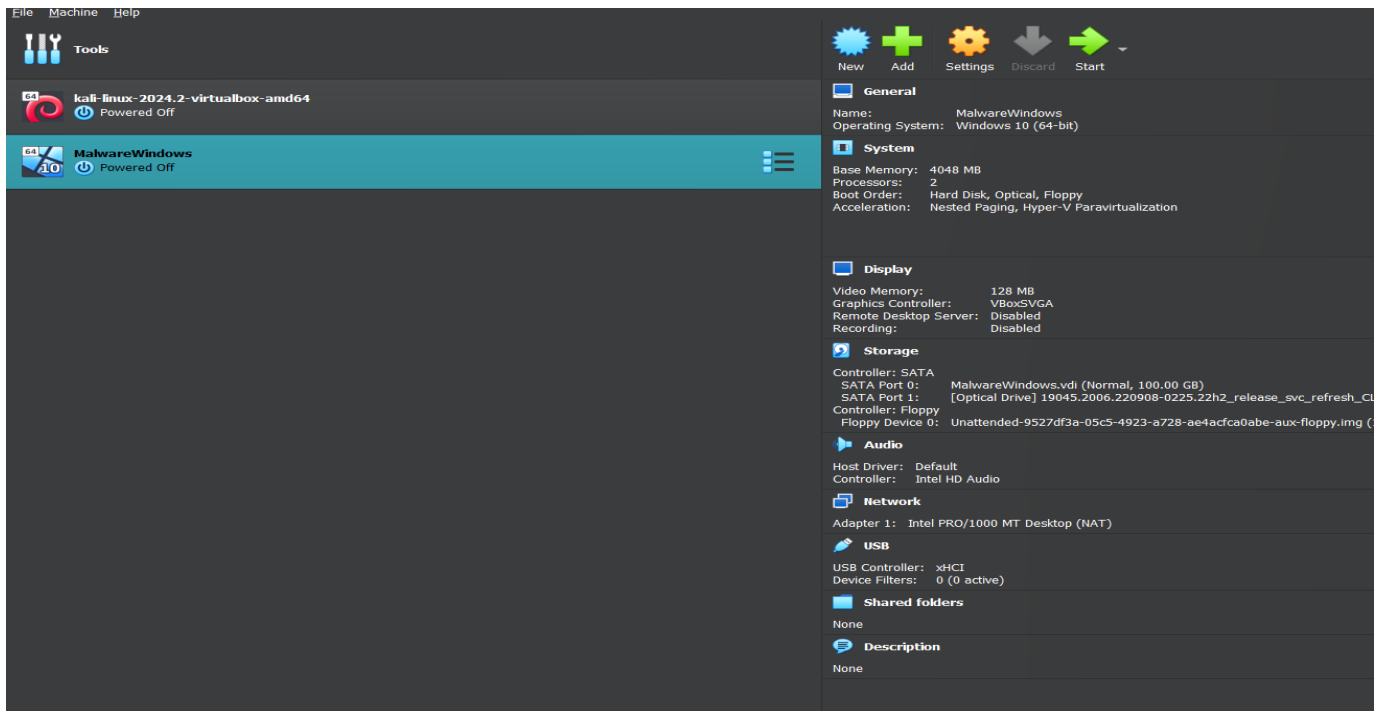 File Machine Help
Tools
64 kali-linux-2024.2-virtualbox-amd64
Powered Off
64 10 MalwareWindows
Powered Off
New Add Settings Discard Start
General
Name: MalwareWindows
Operating System: Windows 10 (64-bit)
System
Base Memory: 4048 MB
Processors: 2
Boot Order: Hard Disk, Optical, Floppy
Acceleration: Nested Paging, Hyper-V Paravirtualization
Display
Video Memory: 128 MB
Graphics Controller: VBoxSVGA
Remote Desktop Server: Disabled
Recording: Disabled
Storage
Controller: SATA
SATA Port 0: MalwareWindows.vdi (Normal, 100.00 GB)
SATA Port 1: [Optical Drive] 19045.2006.220908-0225.22h2_release_svc_refresh_CL
Controller: Floppy
Floppy Device 0: Unattended-9527df3a-05c5-4923-a728-ae4acfca0abe-aux-floppy.img (
Audio
Host Driver: Default
Controller: Intel HD Audio
Network
Adapter 1: Intel PRO/1000 MT Desktop (NAT)
USB
USB Controller: xHCI
Device Filters: 0 (0 active)
Shared folders
None
Description
None